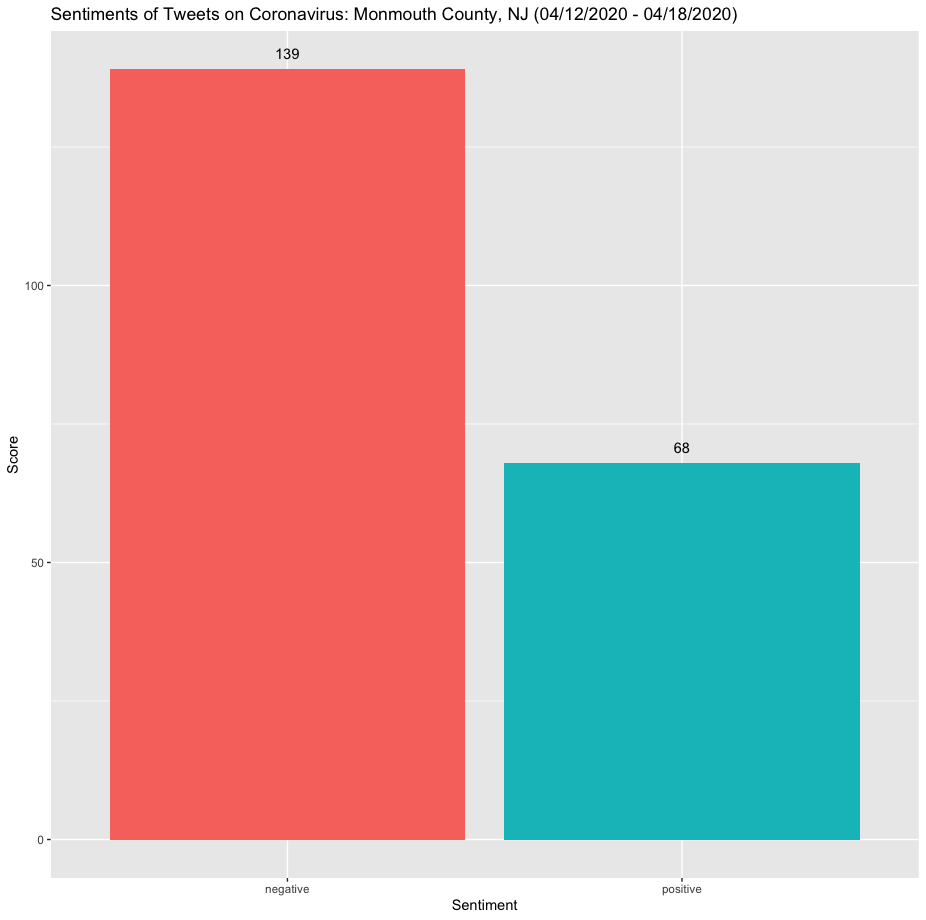 Sentiments of Tweets on Coronavirus: Monmouth County, NJ (04/12/2020 - 04/18/2020)
139
100
Score
68
50
0
negative
positive
Sentiment